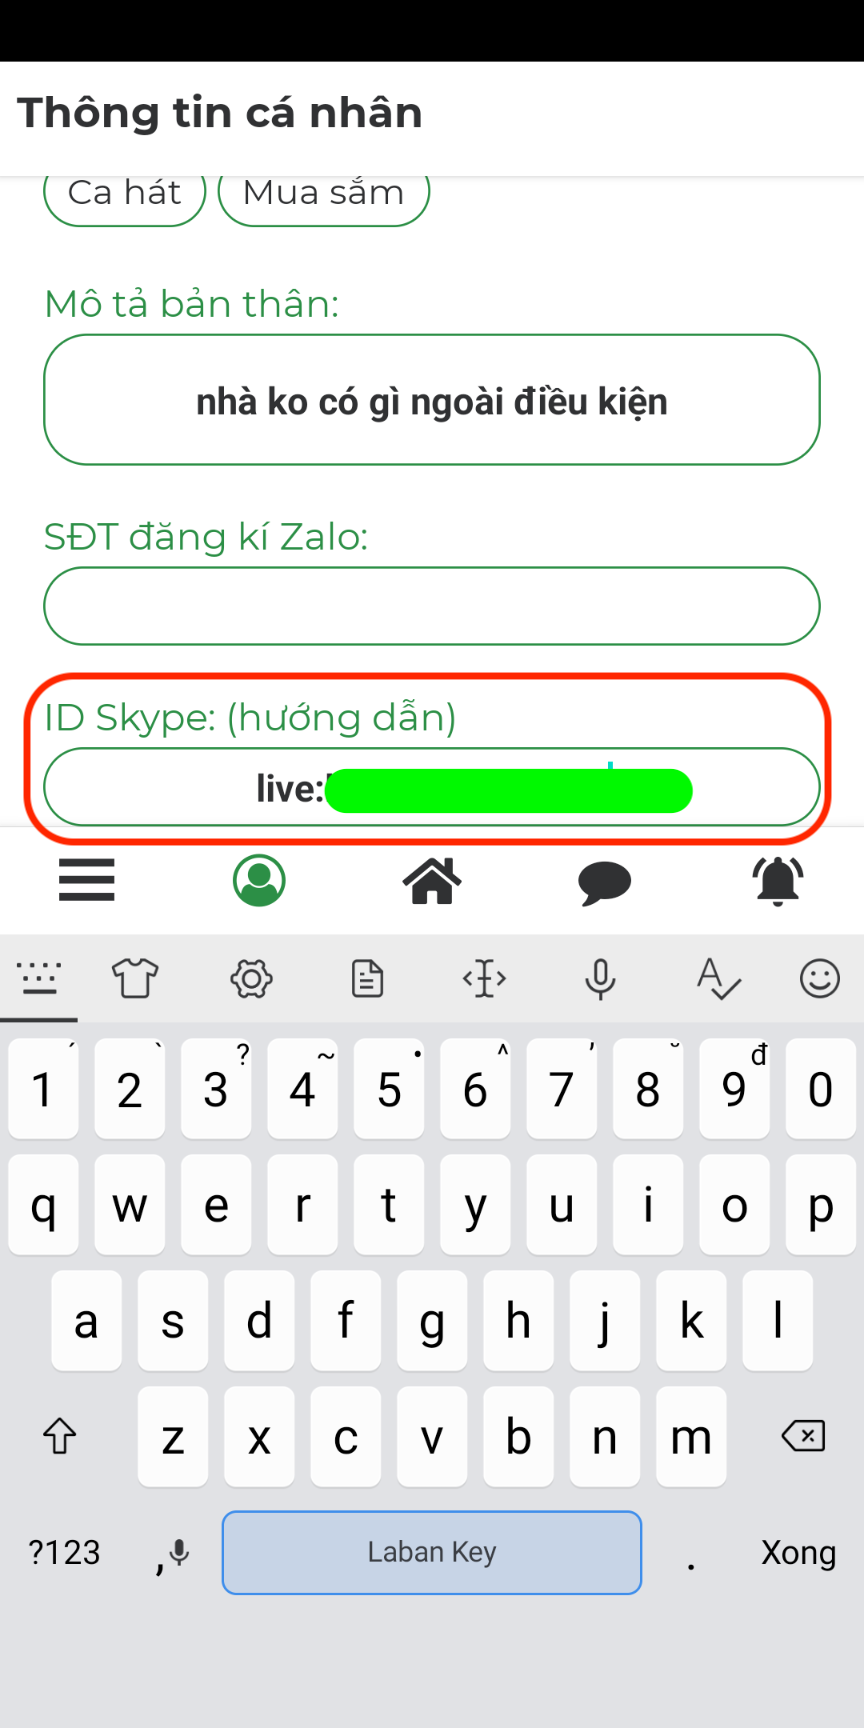 Thông tin cá nhân
Ca hát Mua sắm
Mô tả bản thân:
nhà ko có gì ngoài điều kiện
SĐT đăng kí Zalo:
ID Skype: (hướng dẫn)
live:
1 2 3 ? 4 ~ 5 6 ^ 7 8 9 đ 0
q w e r t y u i o p
a s d f g h j k l
z x c v b n m
?123 , Laban Key . Xong